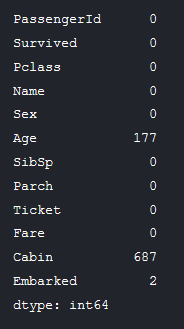 PassengerId 0
Survived 0
Pclass 0
Name 0
Sex 0
Age 177
SibSp 0
Parch 0
Ticket 0
Fare 0
Cabin 687
Embarked 2
dtype: int64